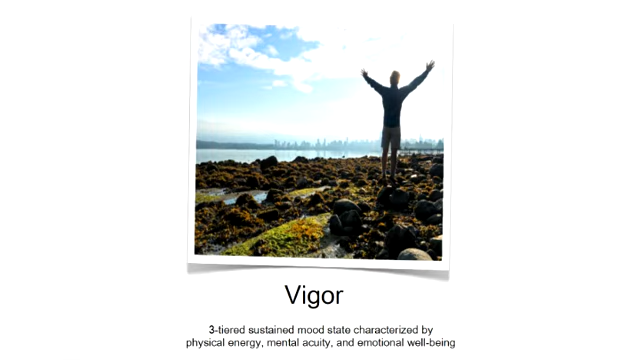 Vigor
3-tiered sustained mood state characterized by
physical energy, mental acuity, and emotional well-being